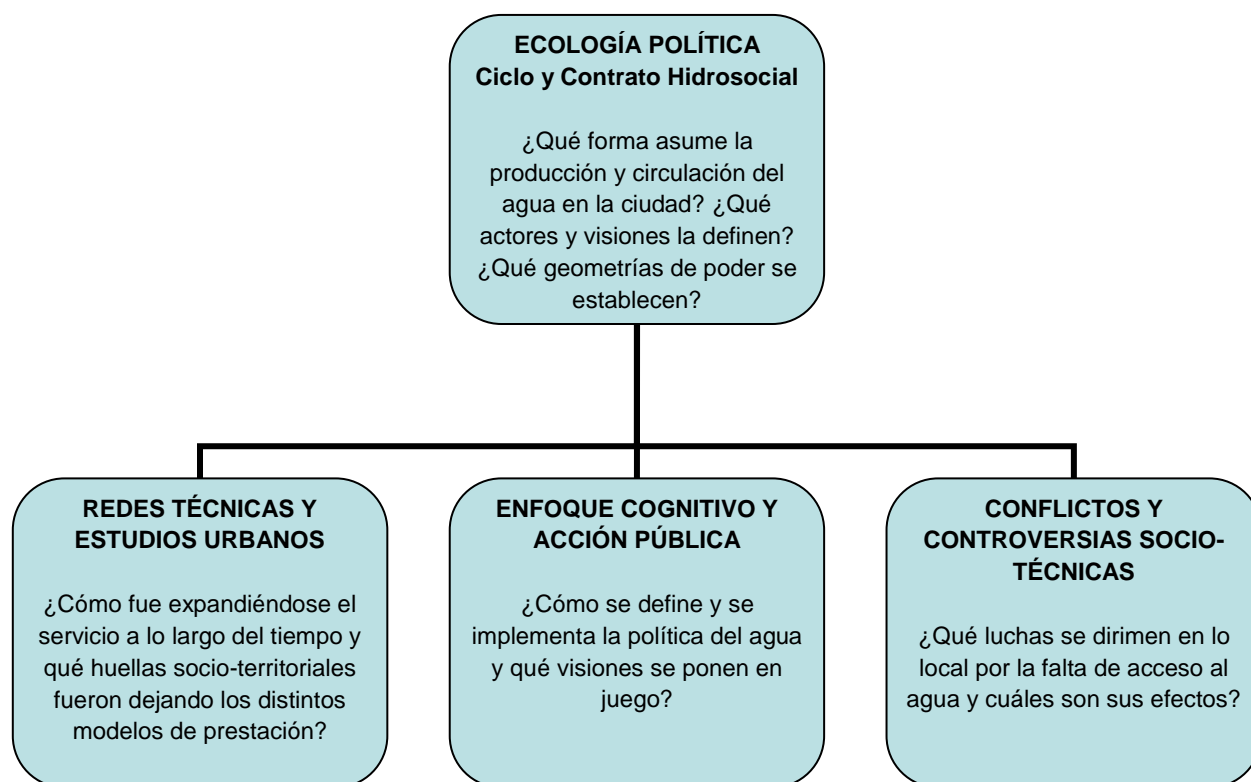 ECOLOGÍA POLÍTICA
Ciclo y Contrato Hidrosocial
¿Qué forma asume la
producción y circulación del
agua en la ciudad? ¿Qué
actores y visiones la definen?
¿Qué geometrías de poder se
establecen?
REDES TÉCNICAS Y
ESTUDIOS URBANOS
¿Cómo fue expandiéndose el
servicio a lo largo del tiempo y
qué huellas socio-territoriales
fueron dejando los distintos
modelos de prestación?
ENFOQUE COGNITIVO Y
ACCIÓN PÚBLICA
¿Cómo se define y se
implementa la política del agua
y qué visiones se ponen en
juego?
CONFLICTOS Y
CONTROVERSIAS SOCIO-
TÉCNICAS
¿Qué luchas se dirimen en lo
local por la falta de acceso al
agua y cuáles son sus efectos?